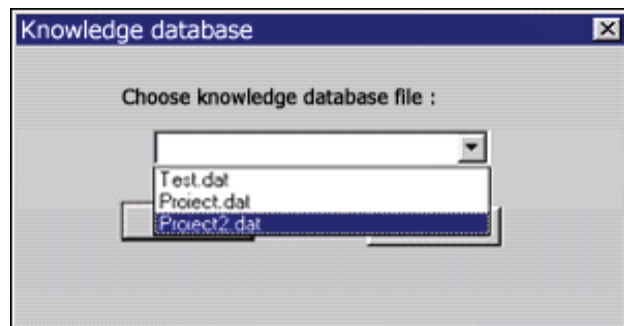 Knowledge database
Choose knowledge database file :
Test.dat
Project.dat
Project2.dat